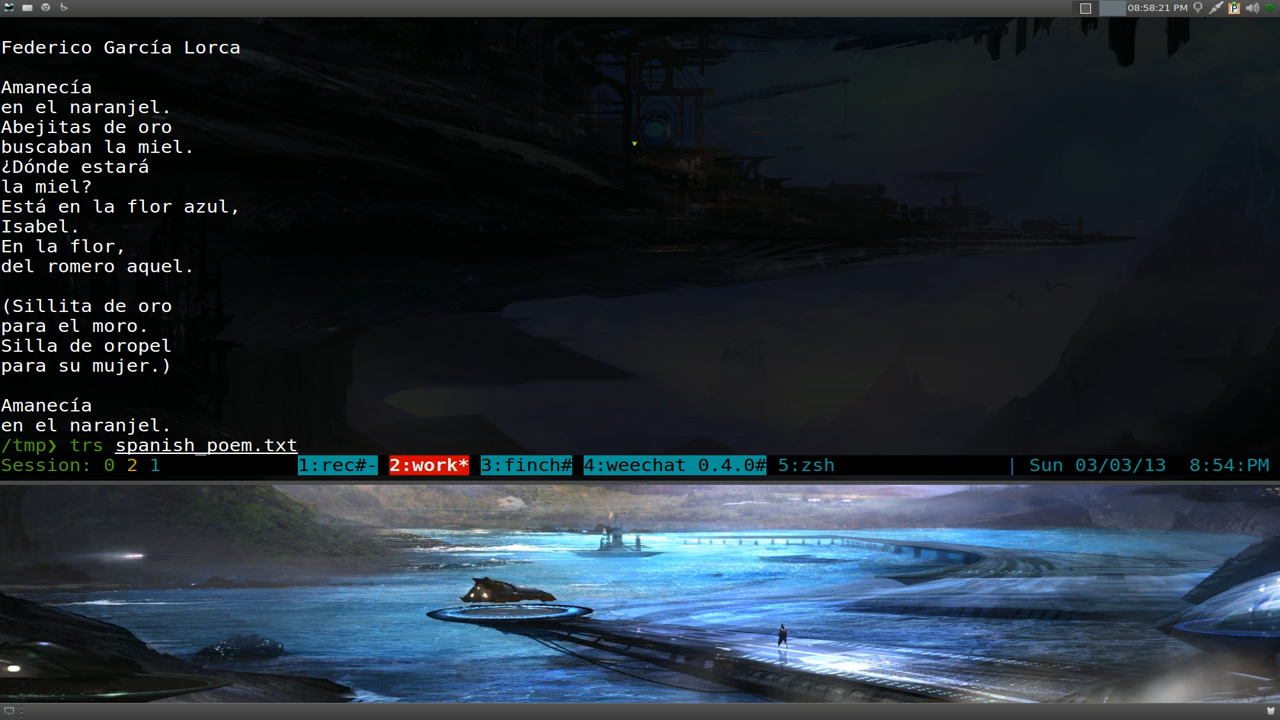 08:58:21 PM
Federico García Lorca
Amanecía
en el naranjel.
Abejitas de oro
buscaban la miel.
¿Dónde estará
la miel?
Está en la flor azul,
Isabel.
En la flor,
del romero aquel.
(Sillita de oro
para el moro.
Silla de oropel
para su mujer.)
Amanecía
en el naranjel.
/tmp❯ trs spanish_poem.txt
Session: 0 2 1 1:rec#- 2:work* 3:finch# 4:weechat 0.4.0# 5:zsh | Sun 03/03/13 8:54:PM